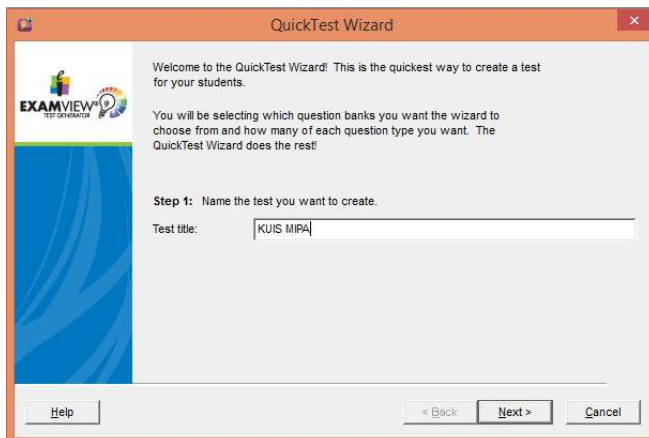 QuickTest Wizard
EXAMVIEW®
TEST GENERATOR
Welcome to the QuickTest Wizard! This is the quickest way to create a test
for your students.
You will be selecting which question banks you want the wizard to
choose from and how many of each question type you want. The
QuickTest Wizard does the rest!
Step 1: Name the test you want to create.
Test title: KUIS MIPA
Help < Back Next > Cancel